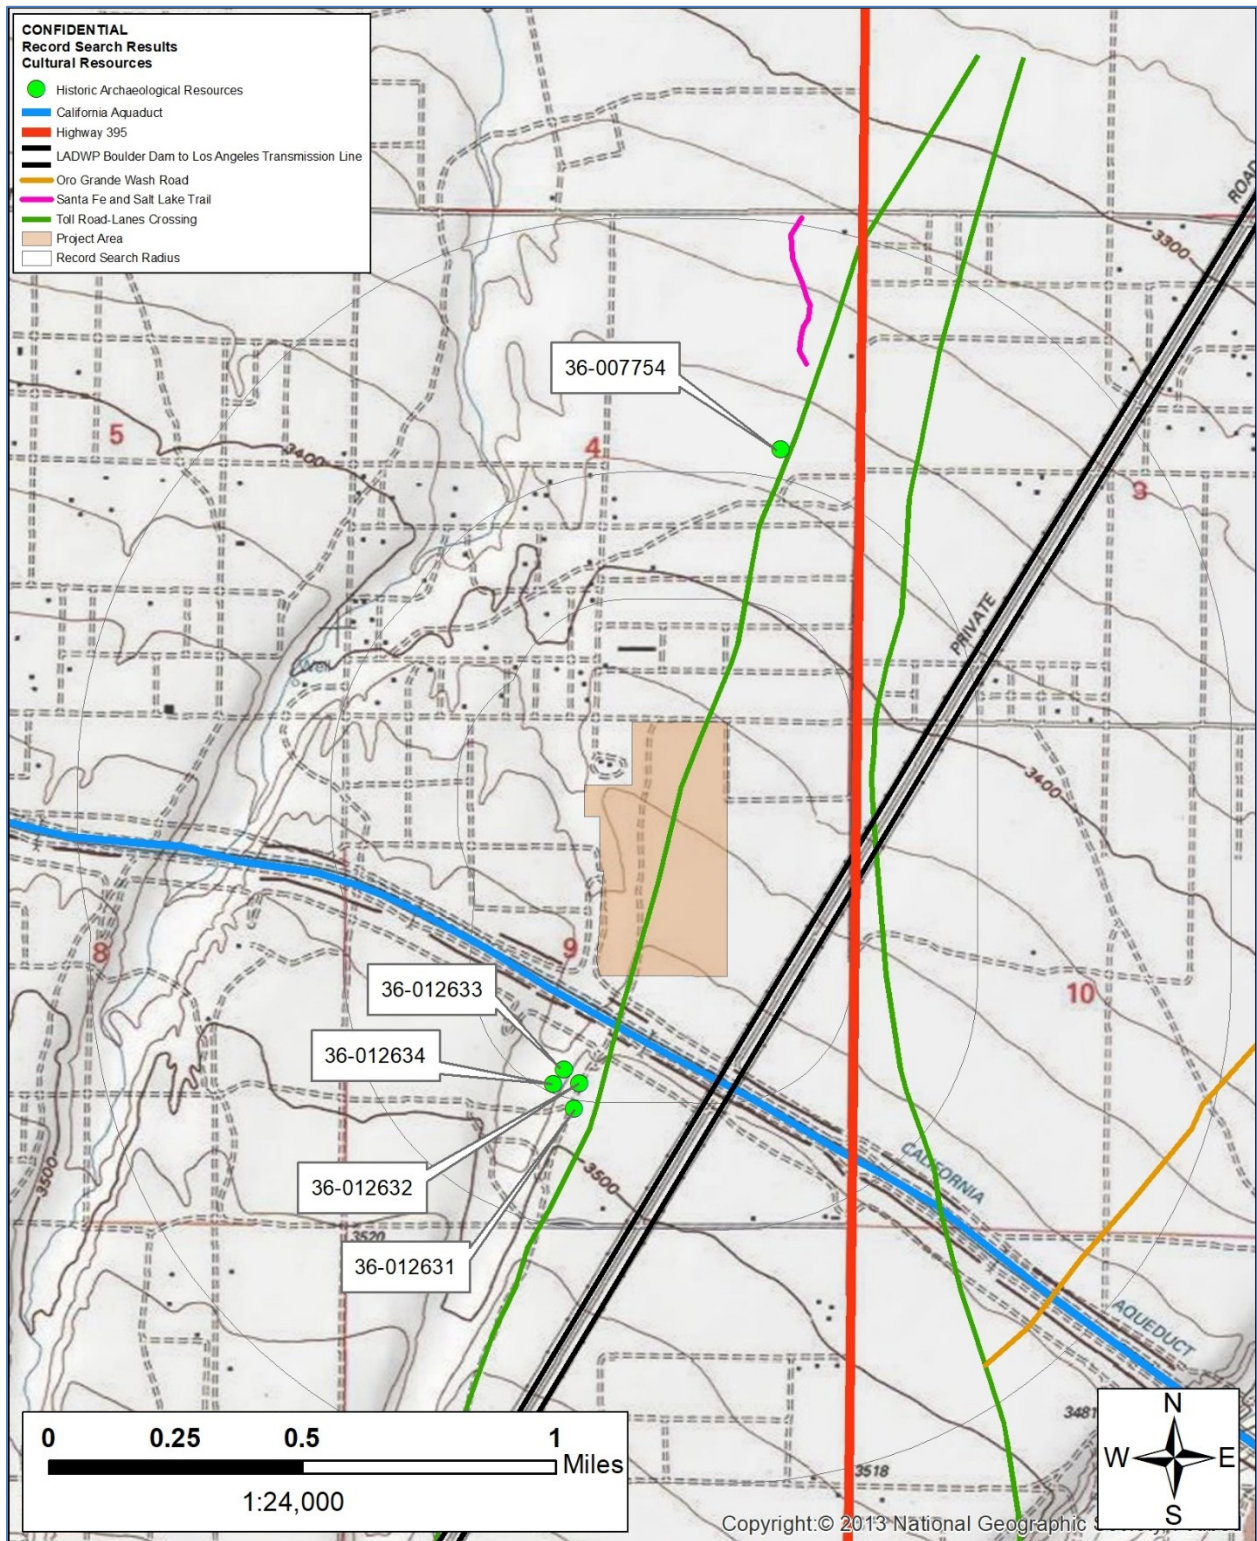 CONFIDENTIAL
Record Search Results
Cultural Resources
Historic Archaeological Resources
California Aquaduct
Highway 395
LADWP Boulder Dam to Los Angeles Transmission Line
Oro Grande Wash Road
Santa Fe and Salt Lake Trail
Toll Road-Lanes Crossing
Project Area
Record Search Radius
ROAD
3300
36-007754
5
3400
4
3
PRIVATE
Well
3400
8
9
36-012633
10
36-012634
CALIFORNIA
36-012632
3500
3500
3520
36-012631
AQUEDUCT
3481
3518
0 0.25 0.5 1
Miles
1:24,000
N
W E
S
Copyright:© 2013 National Geographic